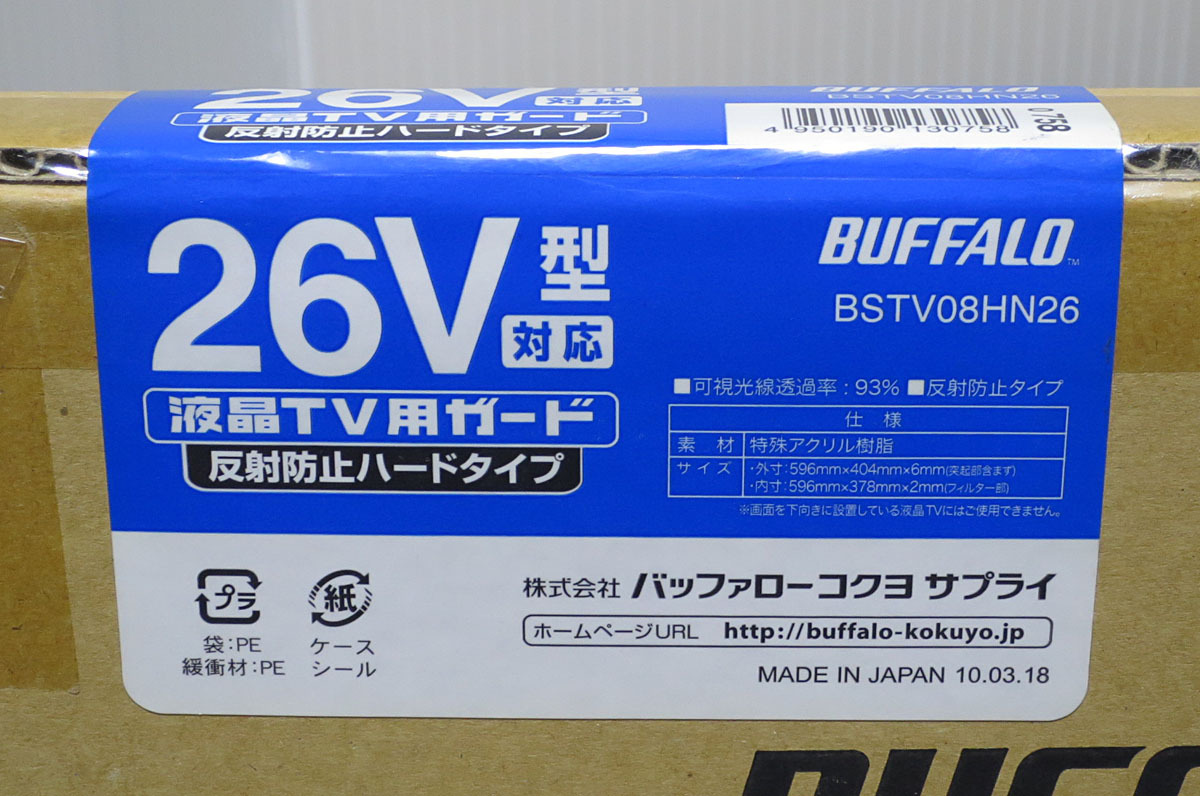 26V型
対応
液晶TV用ガード
反射防止ハードタイプ
BUFFALO
BSTV08HN26
0758
4 950190 130758
26V型
対応
液晶TV用ガード
反射防止ハードタイプ
BUFFALO™
BSTV08HN26
■可視光線透過率：93% ■反射防止タイプ
仕 様
素 材 特殊アクリル樹脂
サイズ ・外寸：596mm×404mm×6mm(突起部含まず)
・内寸：596mm×378mm×2mm(フィルター部)
※画面を下向きに設置している液晶TVにはご使用できません。
プラ
袋：PE
緩衝材：PE
紙
ケース
シール
株式会社 バッファローコクヨ サプライ
ホームページURL http://buffalo-kokuyo.jp
MADE IN JAPAN 10.03.18